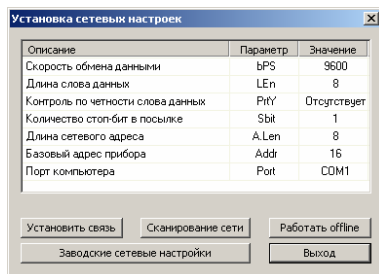 Установка сетевых настроек
Описание Параметр Значение
Скорость обмена данными bPS 9600
Длина слова данных LEn 8
Контроль по четности слова данных PrtY Отсутствует
Количество стоп-бит в посылке Sbit 1
Длина сетевого адреса A.Len 8
Базовый адрес прибора Addr 16
Порт компьютера Port COM1
Установить связь Сканирование сети Работать offline
Заводские сетевые настройки Выход